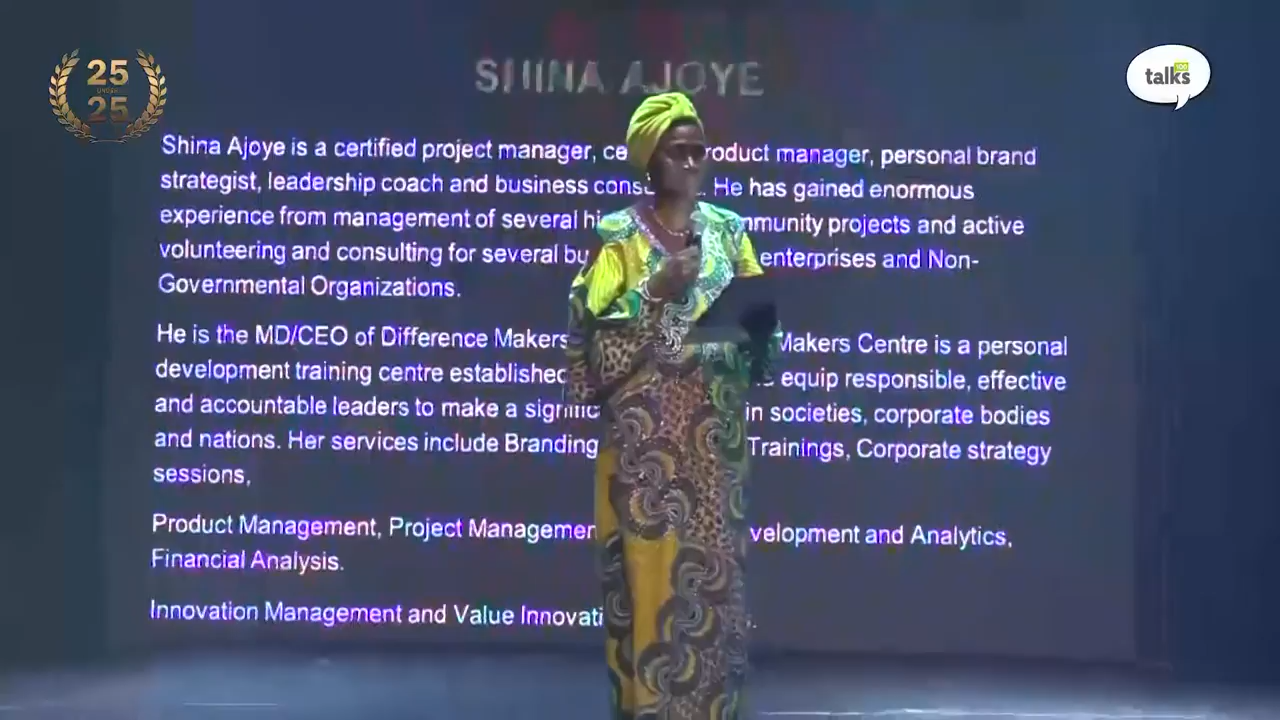 25
UNDER
25
talks
100
SHINA AJOYE
Shina Ajoye is a certified project manager, product manager, personal brand
strategist, leadership coach and business He has gained enormous
experience from management of several projects and active
volunteering and consulting for several enterprises and Non-
Governmental Organizations.
He is the MD/CEO of Difference Makers Makers Centre is a personal
development training centre established equip responsible, effective
and accountable leaders to make a in societies, corporate bodies
and nations. Her services include Branding Trainings, Corporate strategy
sessions,
Product Management, Project and Analytics,
Financial Analysis.
Innovation Management and Value